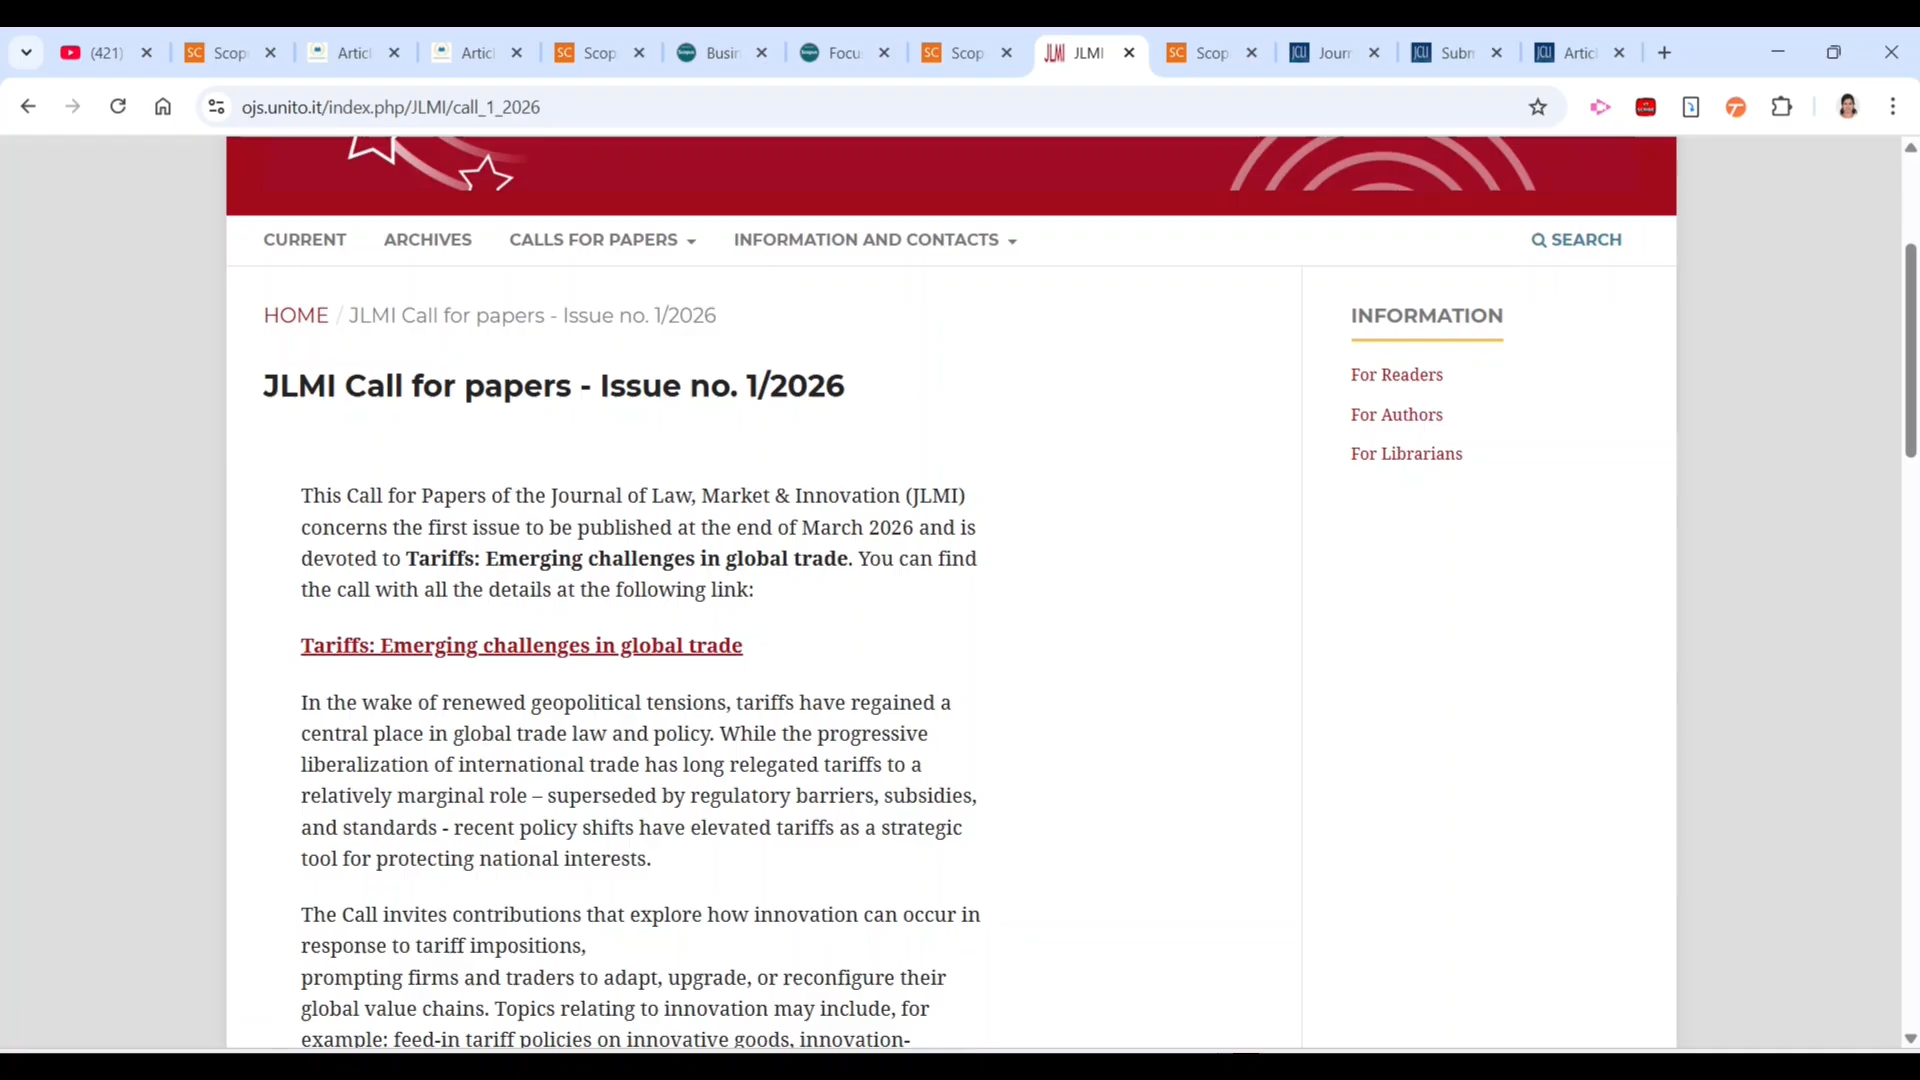 (421)
Scop
Artic
Artic
Scop
Busin
Focu
Scop
JLMI
Scop
Journ
Subm
Artic
ojs.unito.it/index.php/JLMI/call_1_2026
CURRENT ARCHIVES CALLS FOR PAPERS INFORMATION AND CONTACTS SEARCH
HOME / JLMI Call for papers - Issue no. 1/2026
JLMI Call for papers - Issue no. 1/2026
This Call for Papers of the Journal of Law, Market & Innovation (JLMI)
concerns the first issue to be published at the end of March 2026 and is
devoted to Tariffs: Emerging challenges in global trade. You can find
the call with all the details at the following link:
Tariffs: Emerging challenges in global trade
In the wake of renewed geopolitical tensions, tariffs have regained a
central place in global trade law and policy. While the progressive
liberalization of international trade has long relegated tariffs to a
relatively marginal role – superseded by regulatory barriers, subsidies,
and standards - recent policy shifts have elevated tariffs as a strategic
tool for protecting national interests.
The Call invites contributions that explore how innovation can occur in
response to tariff impositions,
prompting firms and traders to adapt, upgrade, or reconfigure their
global value chains. Topics relating to innovation may include, for
example: feed-in tariff policies on innovative goods, innovation-
INFORMATION
For Readers
For Authors
For Librarians